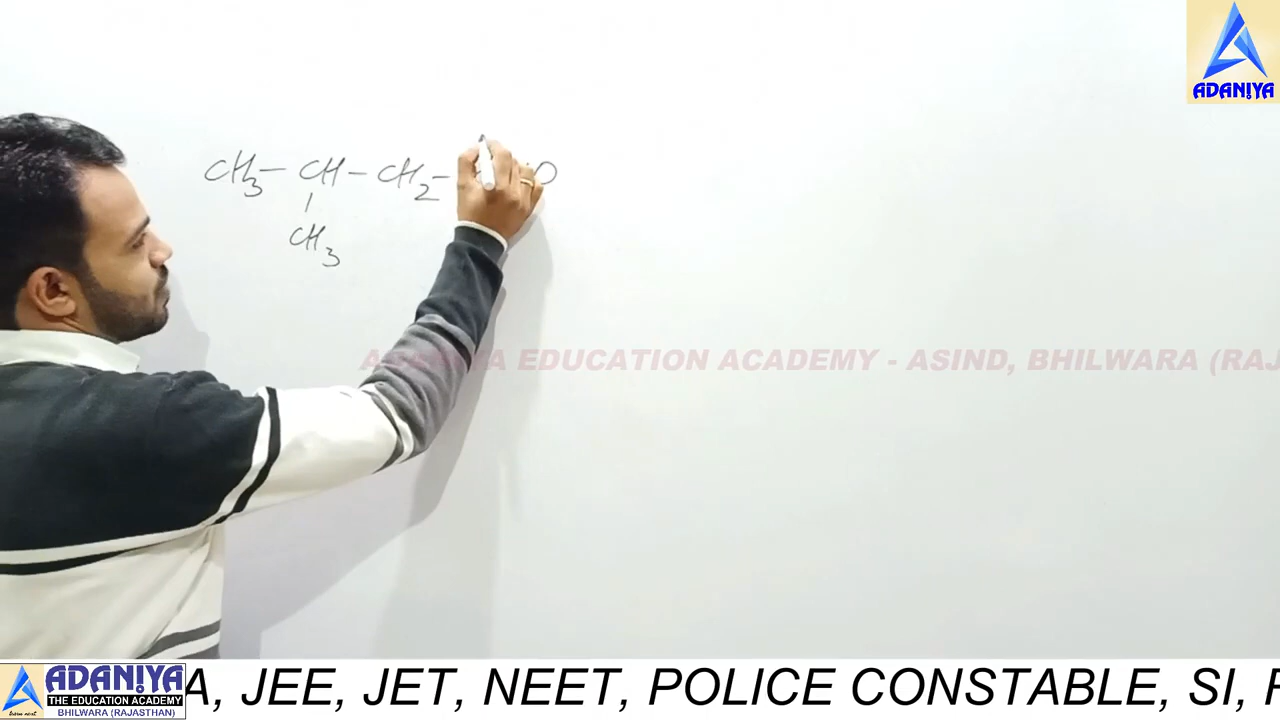 ADANIYA
CH3 - CH - CH2 -
CH3
EDUCATION ACADEMY - ASIND, BHILWARA (RAJ
A, JEE, JET, NEET, POLICE CONSTABLE, SI,
ADANIYA
THE EDUCATION ACADEMY
BHILWARA (RAJASTHAN)